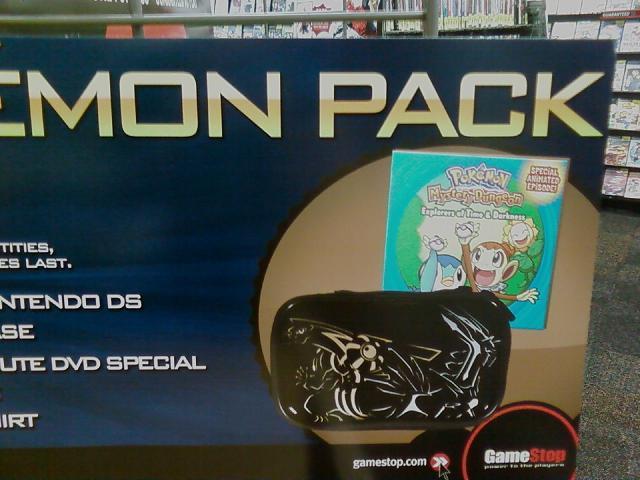 EMON PACK
SPECIAL
ANIMATED
EPISODE!
POKéMON
Mystery Dungeon
Explorers of Time & Darkness
TITIES,
ES LAST.
NTENDO DS
ASE
UTE DVD SPECIAL
IRT
gamestop.com
GameStop
power to the players